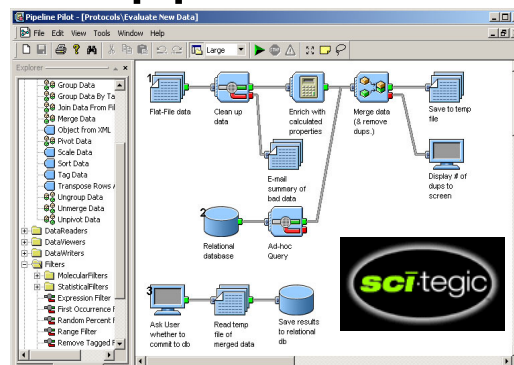 Pipeline Pilot - [Protocols\Evaluate New Data]
File Edit View Tools Window Help
Large
Explorer
Group Data
Group Data By Ta
Join Data From Fil
Merge Data
Object from XML
Pivot Data
Scale Data
Sort Data
Tag Data
Transpose Rows
Ungroup Data
Unmerge Data
Unpivot Data
DataReaders
DataViewers
DataWriters
Filters
MolecularFilters
StatisticalFilters
Expression Filter
First Occurrence F
Random Percent F
Range Filter
Remove Tagged F
1
Flat-File data
Clean up
data
Enrich with
calculated
properties
Merge data
(& remove
dups.)
Save to temp
file
E-mail
summary of
bad data
Display # of
dups to
screen
2
Relational
database
Ad-hoc
Query
scitegic
3
Ask User
whether to
commit to db
Read temp
file of
merged data
Save results
to relational
db